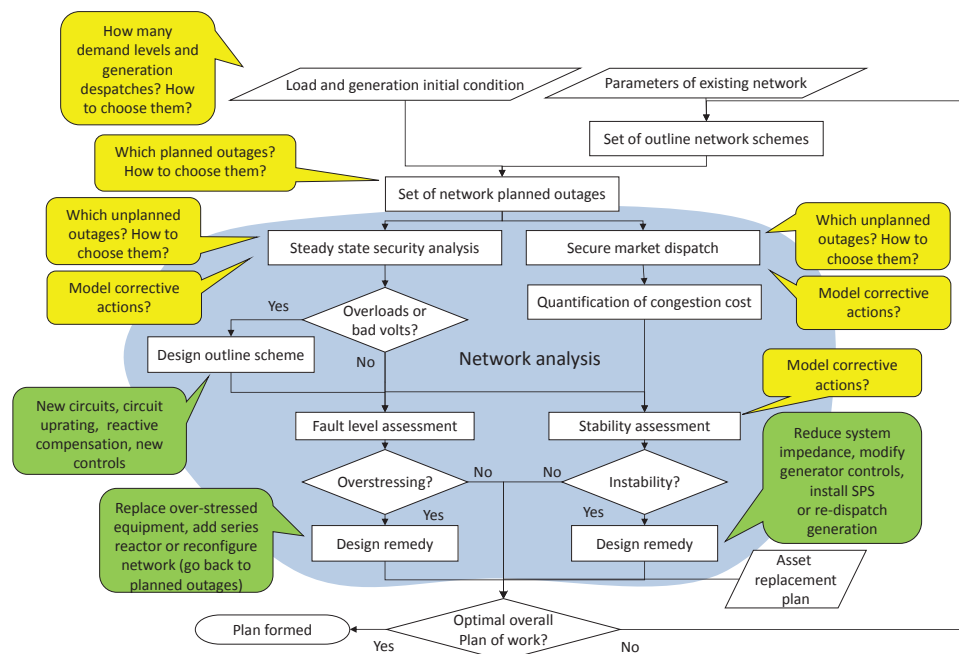 How many
demand levels and
generation
despatches? How
to choose them?
Load and generation initial condition
Parameters of existing network
Set of outline network schemes
Which planned outages?
How to choose them?
Set of network planned outages
Which unplanned
outages? How to
choose them?
Steady state security analysis
Secure market dispatch
Which unplanned
outages? How to
choose them?
Model corrective
actions?
Yes
Overloads or
bad volts?
Quantification of congestion cost
Model corrective
actions?
Design outline scheme
No
Network analysis
Model corrective
actions?
New circuits, circuit
uprating, reactive
compensation, new
controls
Fault level assessment
Stability assessment
Reduce system
impedance, modify
generator controls,
install SPS
or re-dispatch
generation
Overstressing?
No
No
Instability?
Replace over-stressed
equipment, add series
reactor or reconfigure
network (go back to
planned outages)
Yes
Yes
Design remedy
Design remedy
Asset
replacement
plan
Plan formed
Yes
Optimal overall
Plan of work?
No